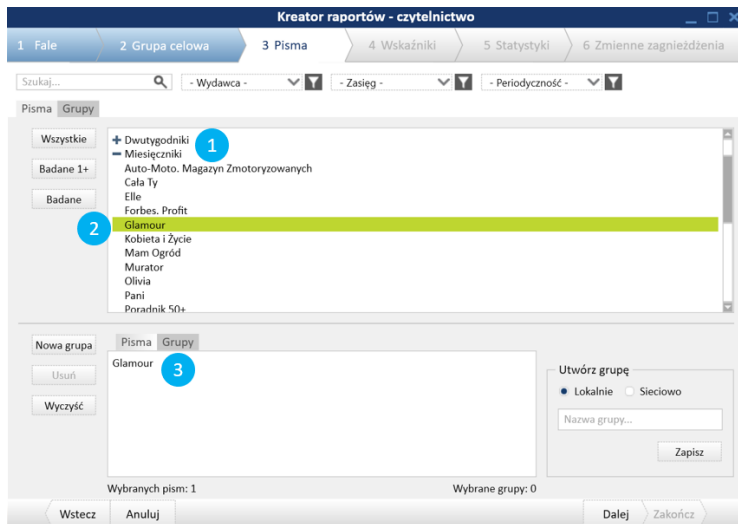 Kreator raportów - czytelnictwo
1 Fale
2 Grupa celowa
3 Pisma
4 Wskaźniki
5 Statystyki
6 Zmienne zagnieżdżenia
Szukaj...
- Wydawca -
- Zasięg -
- Periodyczność -
Pisma Grupy
Wszystkie
Badane 1+
Badane
Dwutygodniki
1
Miesięczniki
Auto-Moto. Magazyn Zmotoryzowanych
Cała Ty
Elle
Forbes. Profit
2
Glamour
Kobieta i Życie
Mam Ogród
Murator
Olivia
Pani
Poradnik 50+
Nowa grupa
Usuń
Wyczyść
Pisma Grupy
Glamour
3
Utwórz grupę
Lokalnie Sieciowo
Nazwa grupy...
Zapisz
Wybranych pism: 1
Wybrane grupy: 0
Wstecz
Anuluj
Dalej
Zakończ